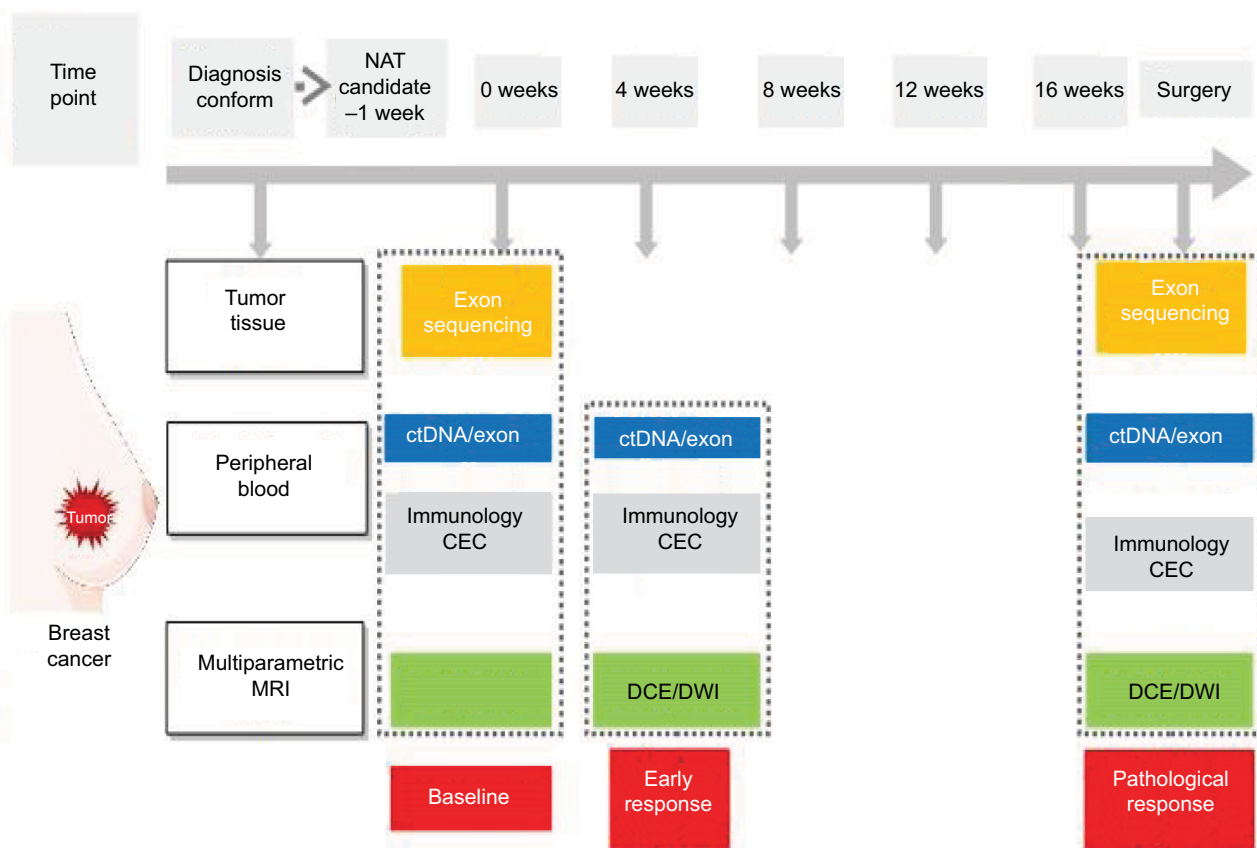 Time
point
Diagnosis
conform
NAT
candidate
–1 week
0 weeks
4 weeks
8 weeks
12 weeks
16 weeks
Surgery
Tumor
tissue
Exon
sequencing
Exon
sequencing
Peripheral
blood
ctDNA/exon
ctDNA/exon
ctDNA/exon
Immunology
CEC
Immunology
CEC
Immunology
CEC
Tumor
Breast
cancer
Multiparametric
MRI
DCE/DWI
DCE/DWI
Baseline
Early
response
Pathological
response